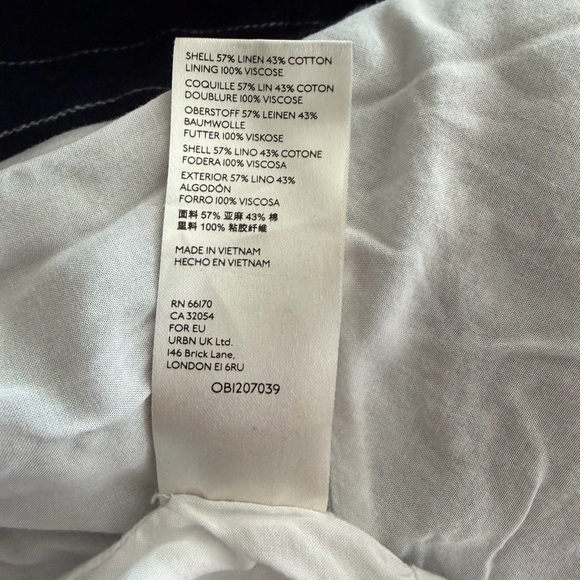 SHELL 57% LINEN 43% COTTON
LINING 100% VISCOSE
COQUILLE 57% LIN 43% COTON
DOUBLURE 100% VISCOSE
OBERSTOFF 57% LEINEN 43%
BAUMWOLLE
FUTTER 100% VISKOSE
SHELL 57% LINO 43% COTONE
FODERA 100% VISCOSA
EXTERIOR 57% LINO 43%
ALGODÓN
FORRO 100% VISCOSA
面料 57% 亚麻 43% 棉
里料 100% 粘胶纤维
MADE IN VIETNAM
HECHO EN VIETNAM
RN 66170
CA 32054
FOR EU
URBN UK Ltd.
146 Brick Lane,
LONDON E1 6RU
OB1207039